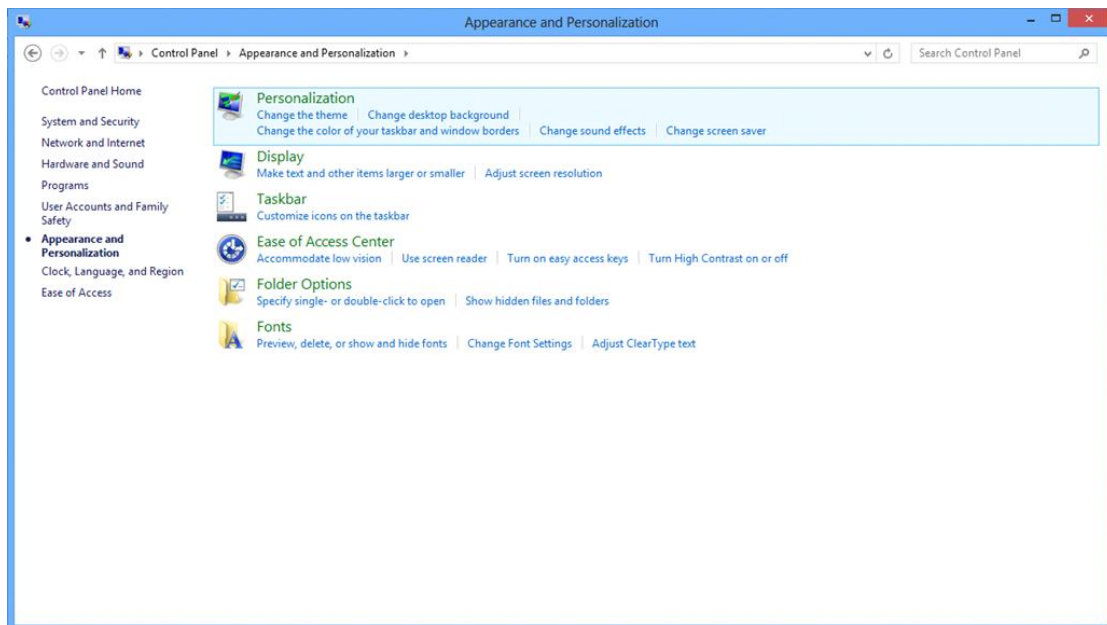 Appearance and Personalization
Control Panel Appearance and Personalization
Search Control Panel
Control Panel Home
System and Security
Network and Internet
Hardware and Sound
Programs
User Accounts and Family
Safety
Appearance and
Personalization
Clock, Language, and Region
Ease of Access
Personalization
Change the theme Change desktop background
Change the color of your taskbar and window borders Change sound effects Change screen saver
Display
Make text and other items larger or smaller Adjust screen resolution
Taskbar
Customize icons on the taskbar
Ease of Access Center
Accommodate low vision Use screen reader Turn on easy access keys Turn High Contrast on or off
Folder Options
Specify single- or double-click to open Show hidden files and folders
Fonts
Preview, delete, or show and hide fonts Change Font Settings Adjust ClearType text